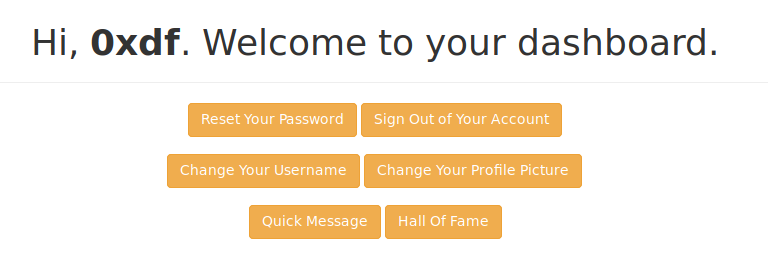 Hi, 0xdf. Welcome to your dashboard.
Reset Your Password Sign Out of Your Account
Change Your Username Change Your Profile Picture
Quick Message Hall Of Fame